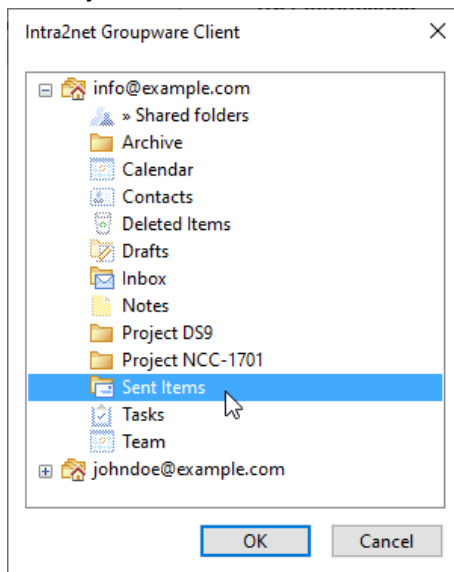 Intra2net Groupware Client
info@example.com
» Shared folders
Archive
Calendar
Contacts
Deleted Items
Drafts
Inbox
Notes
Project DS9
Project NCC-1701
Sent Items
Tasks
Team
johndoe@example.com
OK
Cancel